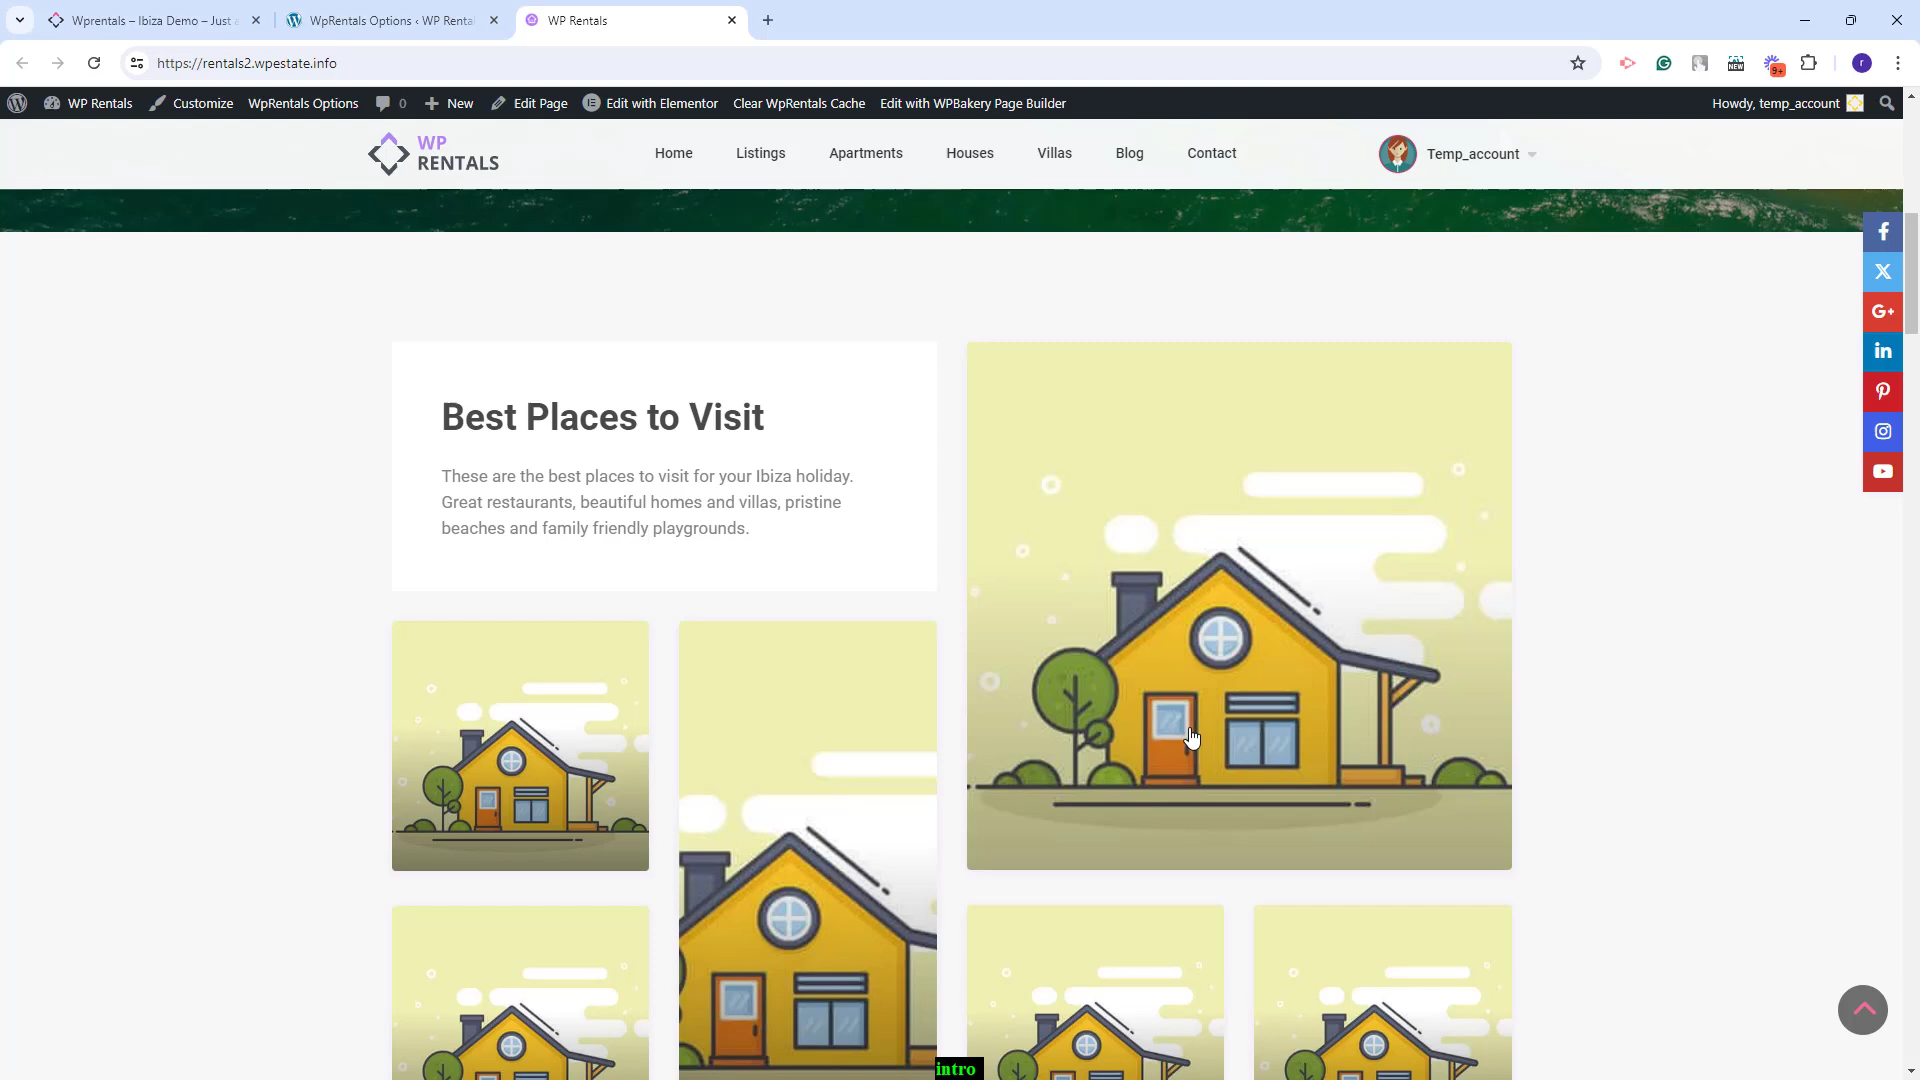 Wprentals – Ibiza Demo – Just
WpRentals Options ‹ WP Renta
WP Rentals
https://rentals2.wpestate.info
NEW
9+
r
WP Rentals
Customize
WpRentals Options
0
New
Edit Page
Edit with Elementor
Clear WpRentals Cache
Edit with WPBakery Page Builder
Howdy, temp_account
WP
RENTALS
Home
Listings
Apartments
Houses
Villas
Blog
Contact
Temp_account
Best Places to Visit
These are the best places to visit for your Ibiza holiday.
Great restaurants, beautiful homes and villas, pristine
beaches and family friendly playgrounds.
intro